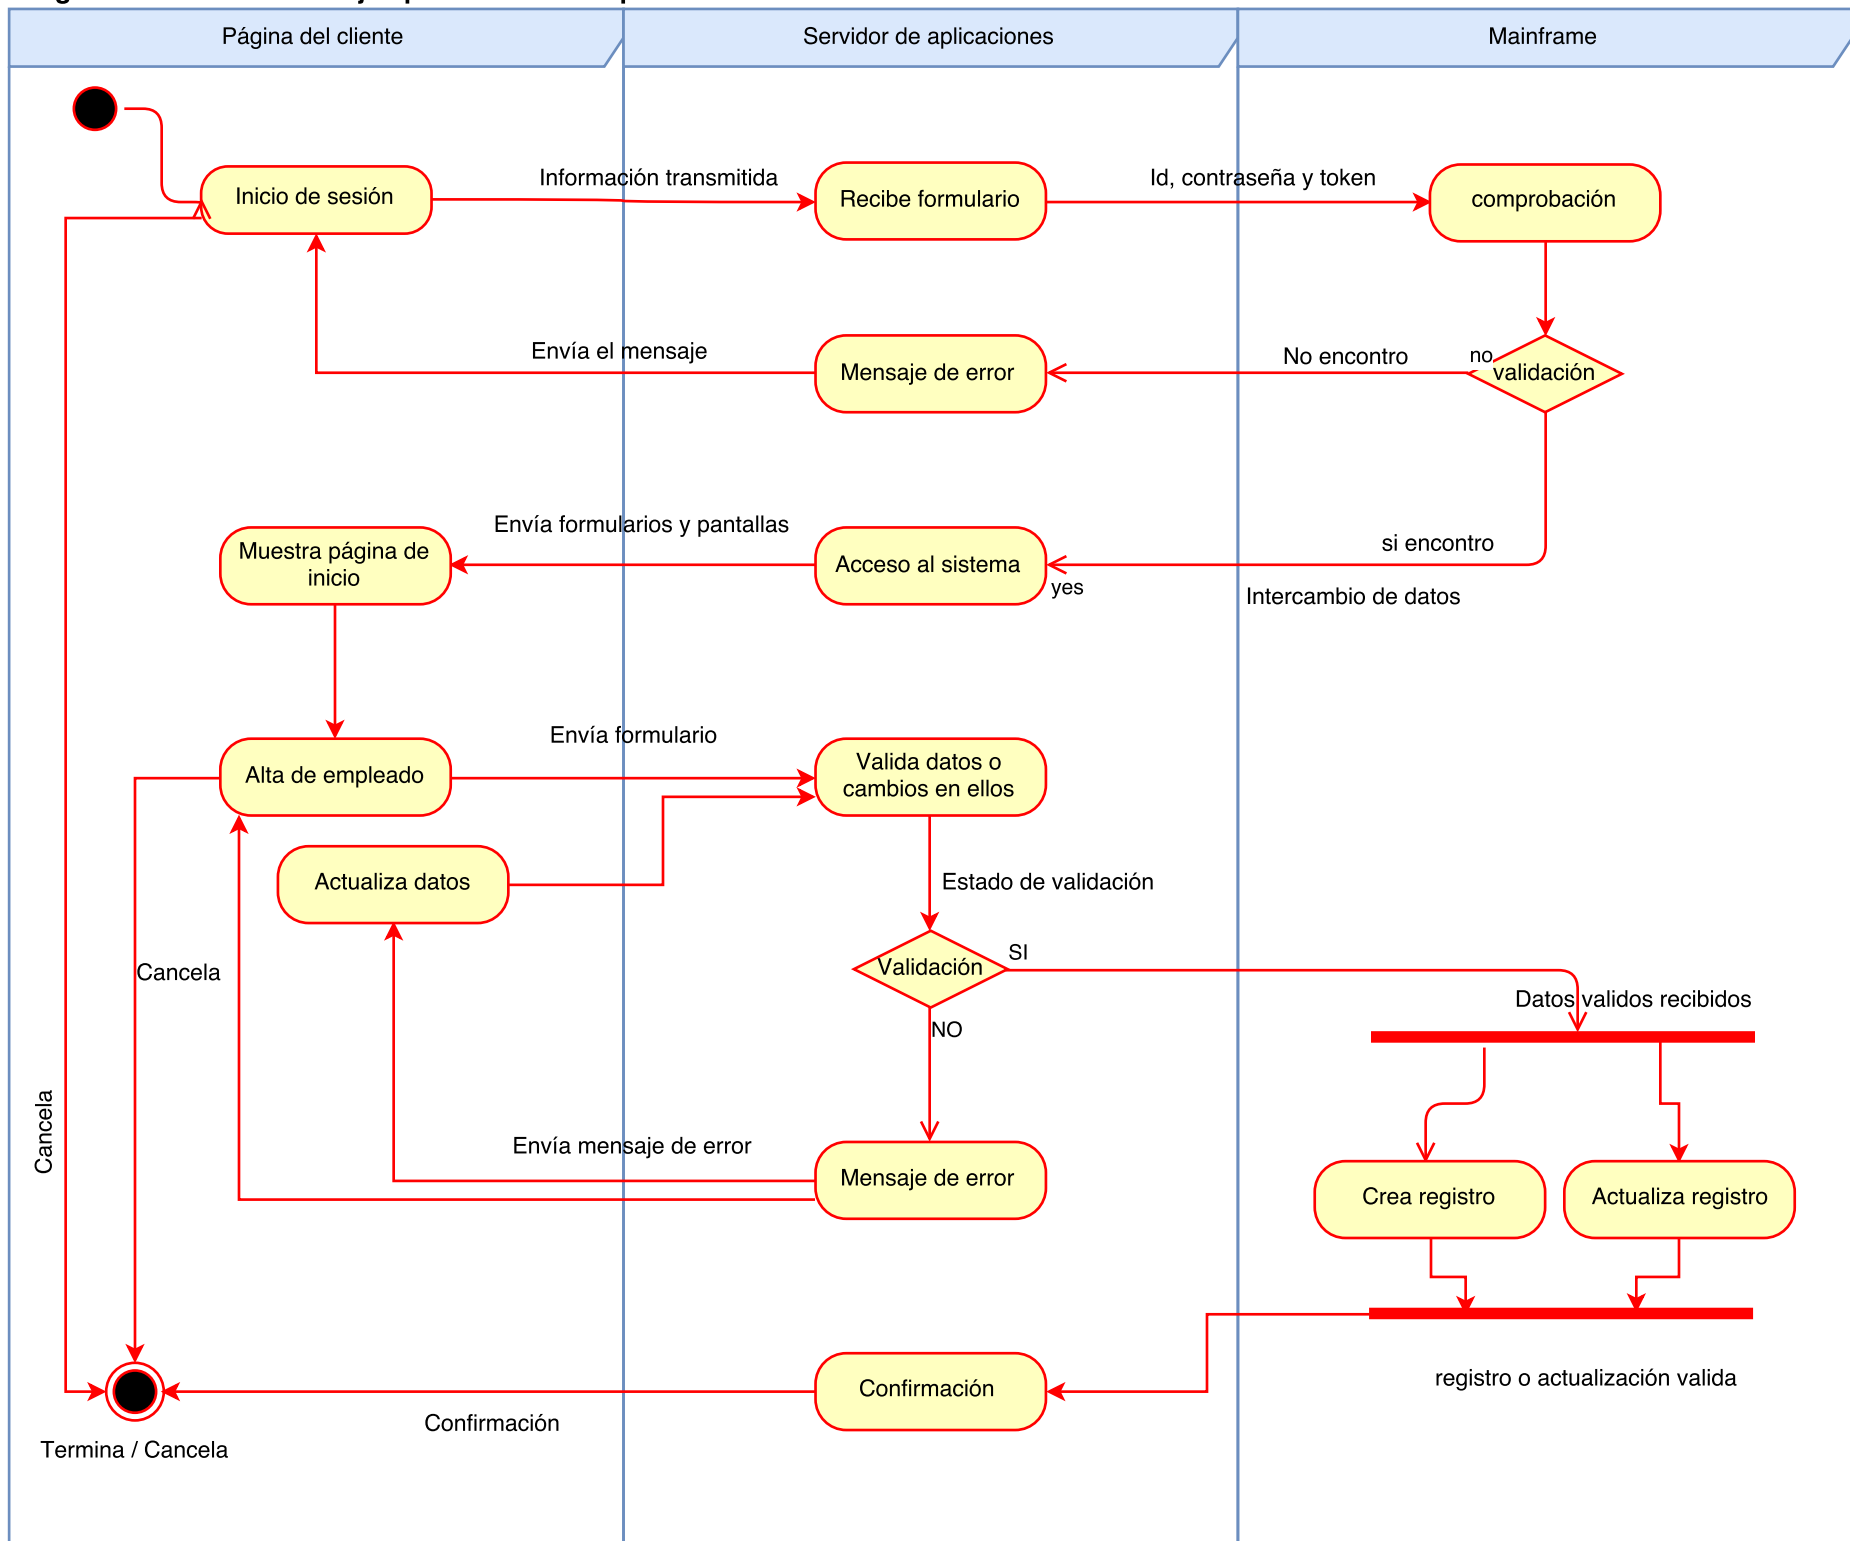 Página del cliente
Servidor de aplicaciones
Mainframe
Inicio de sesión
Información transmitida
Recibe formulario
Id, contraseña y token
comprobación
Envía el mensaje
Mensaje de error
No encontro
no
validación
Envía formularios y pantallas
Muestra página de
inicio
Acceso al sistema
yes
si encontro
Intercambio de datos
Envía formulario
Alta de empleado
Valida datos o
cambios en ellos
Actualiza datos
Estado de validación
Cancela
Validación
SI
NO
Datos validos recibidos
Cancela
Envía mensaje de error
Mensaje de error
Crea registro
Actualiza registro
Confirmación
registro o actualización valida
Confirmación
Termina / Cancela